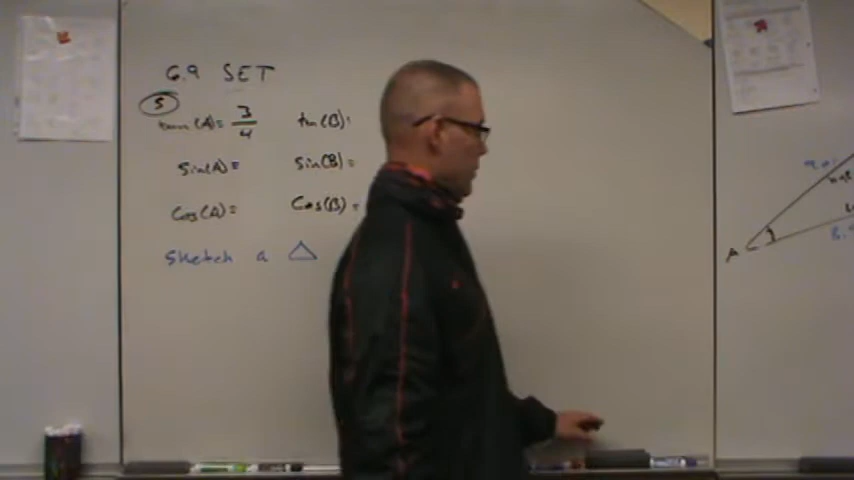 6.9 SET
5
tan(A)= 3/4 tan(B)=
sin(A)= sin(B)=
Cos(A)= Cos(B)=
Sketch a △
A